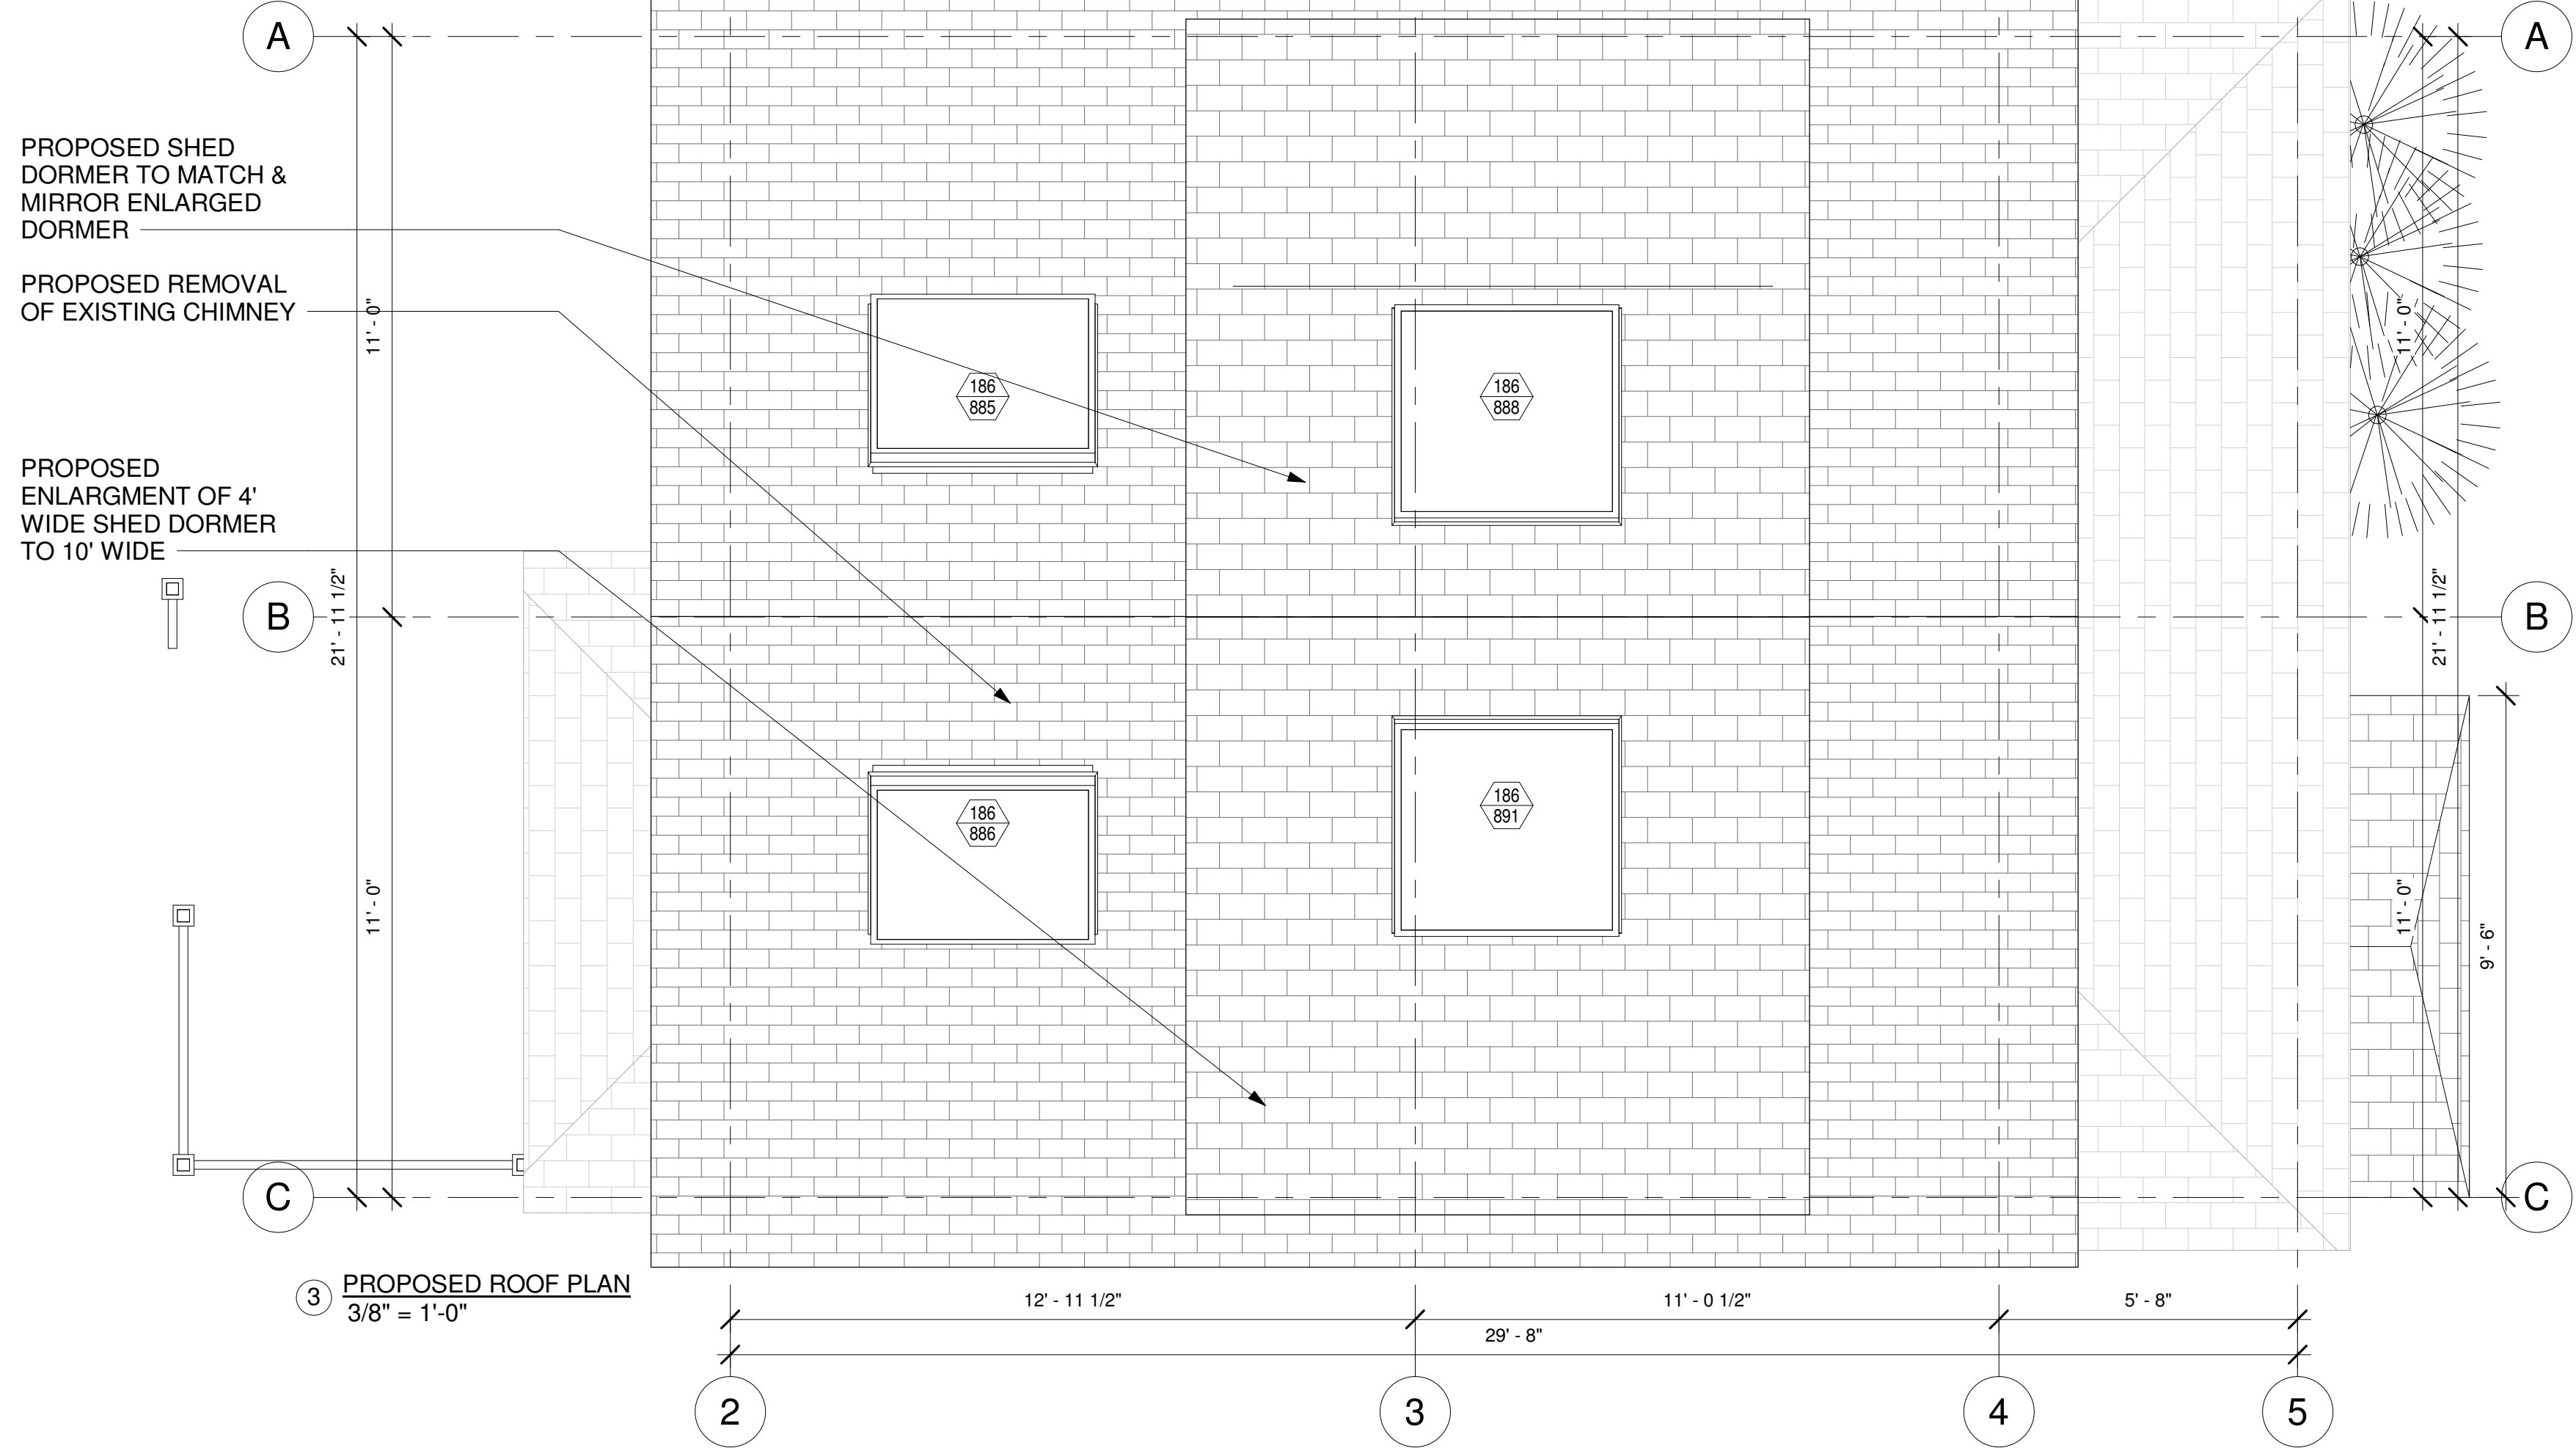 A
A
PROPOSED SHED
DORMER TO MATCH &
MIRROR ENLARGED
DORMER
PROPOSED REMOVAL
OF EXISTING CHIMNEY
11' - 0"
11' - 0"
186
885
186
888
PROPOSED
ENLARGMENT OF 4'
WIDE SHED DORMER
TO 10' WIDE
B
21' - 11 1/2"
21' - 11 1/2"
B
186
886
186
891
11' - 0"
11' - 0"
9' - 6"
C
C
3
PROPOSED ROOF PLAN
3/8" = 1'-0"
12' - 11 1/2"
11' - 0 1/2"
5' - 8"
29' - 8"
2
3
4
5